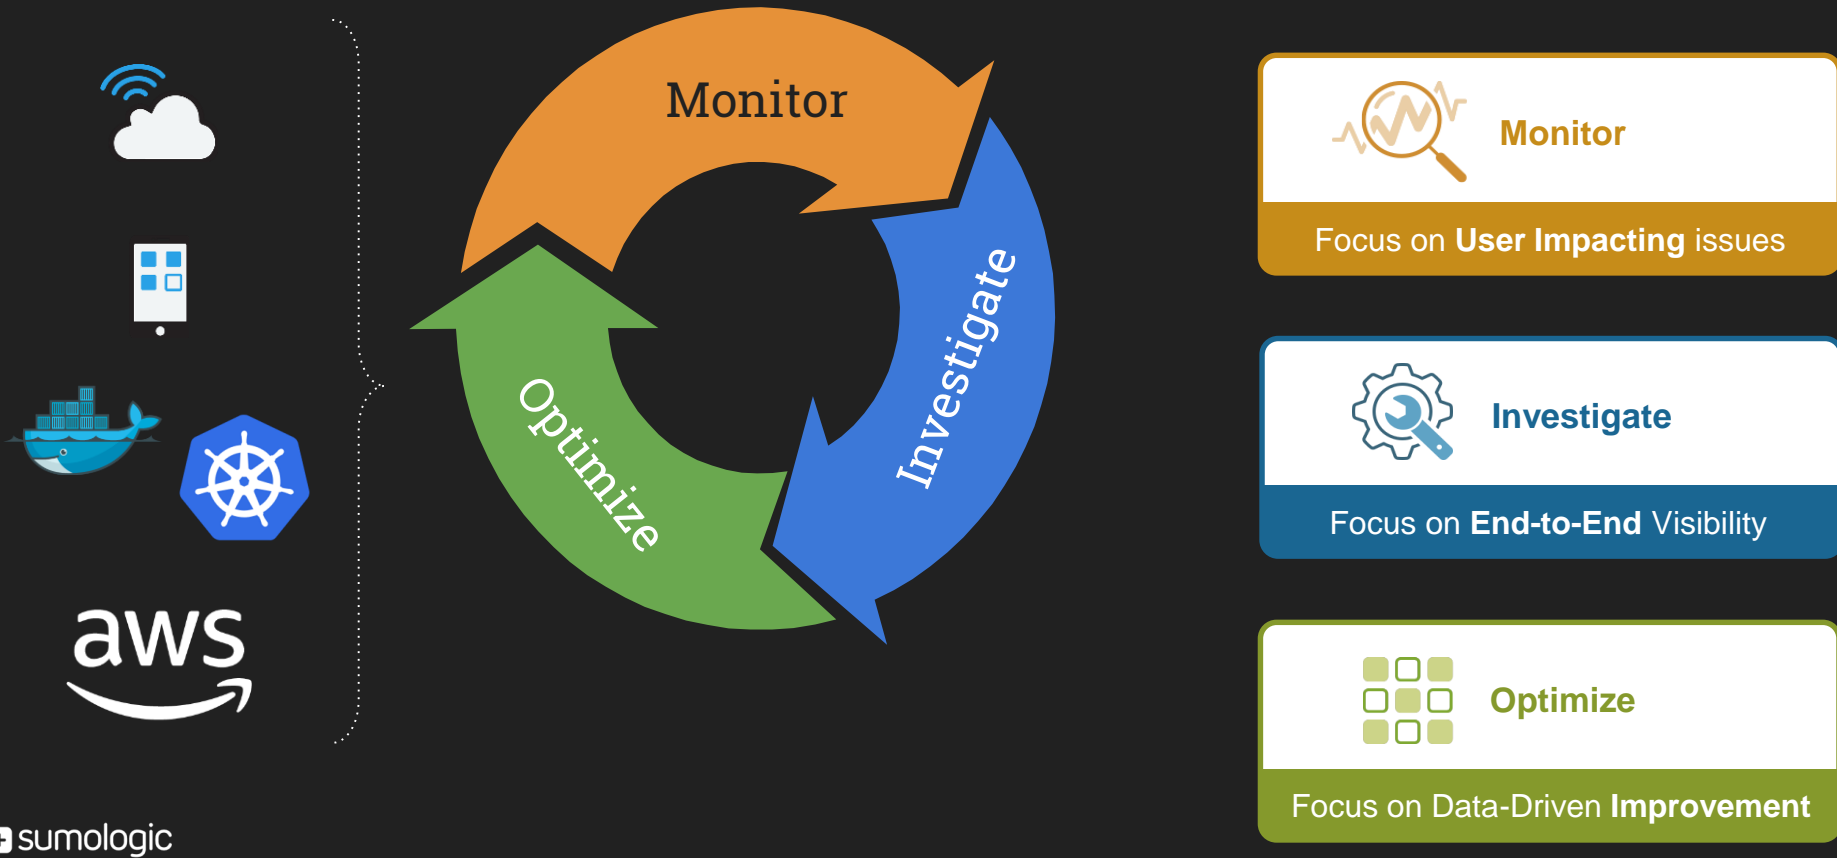 Monitor
Investigate
Optimize
aws
sumologic
Monitor
Focus on User Impacting issues
Investigate
Focus on End-to-End Visibility
Optimize
Focus on Data-Driven Improvement